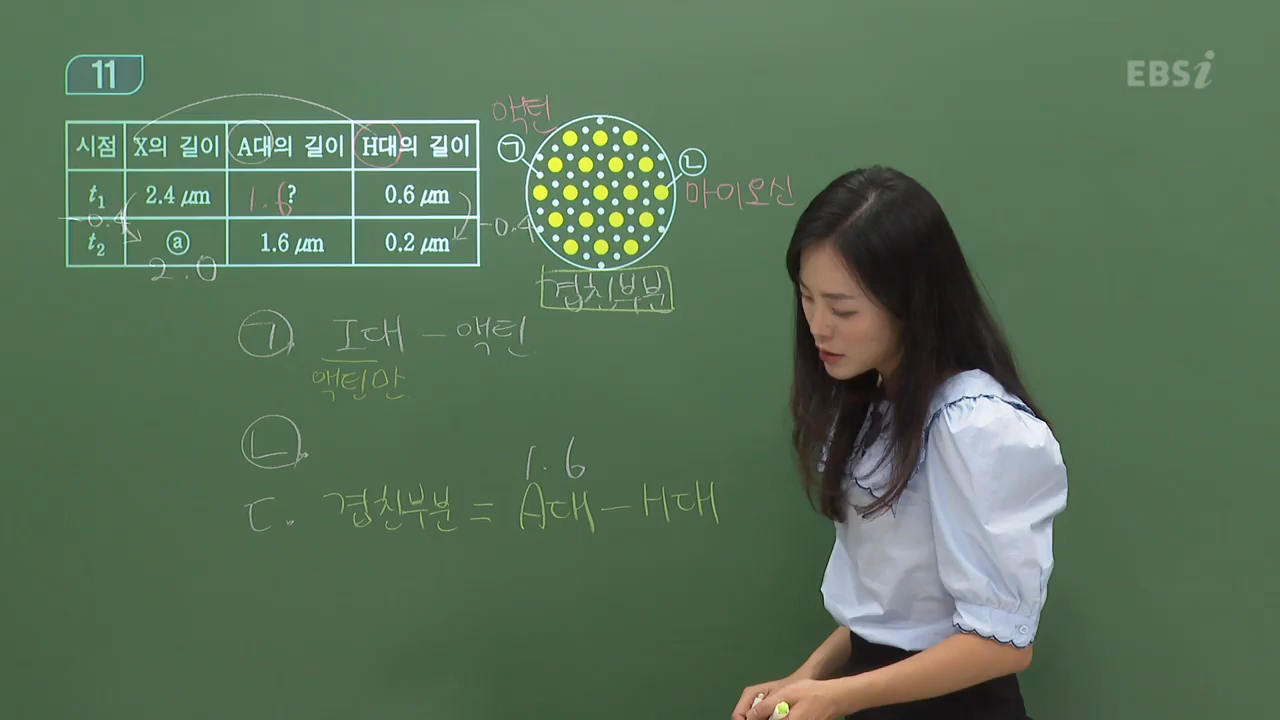 11
EBSi
시점 X의 길이 A대의 길이 H대의 길이
t₁ 2.4 μm 1.6 ? 0.6 μm
-0.4
-0.4
t₂ ⓐ 1.6 μm 0.2 μm
2.0
액틴
㉠
㉡
마이오신
겹친부분
㉠. I대 - 액틴
액틴만
㉡.
1.6
ㄷ. 겹친부분 = A대 - H대